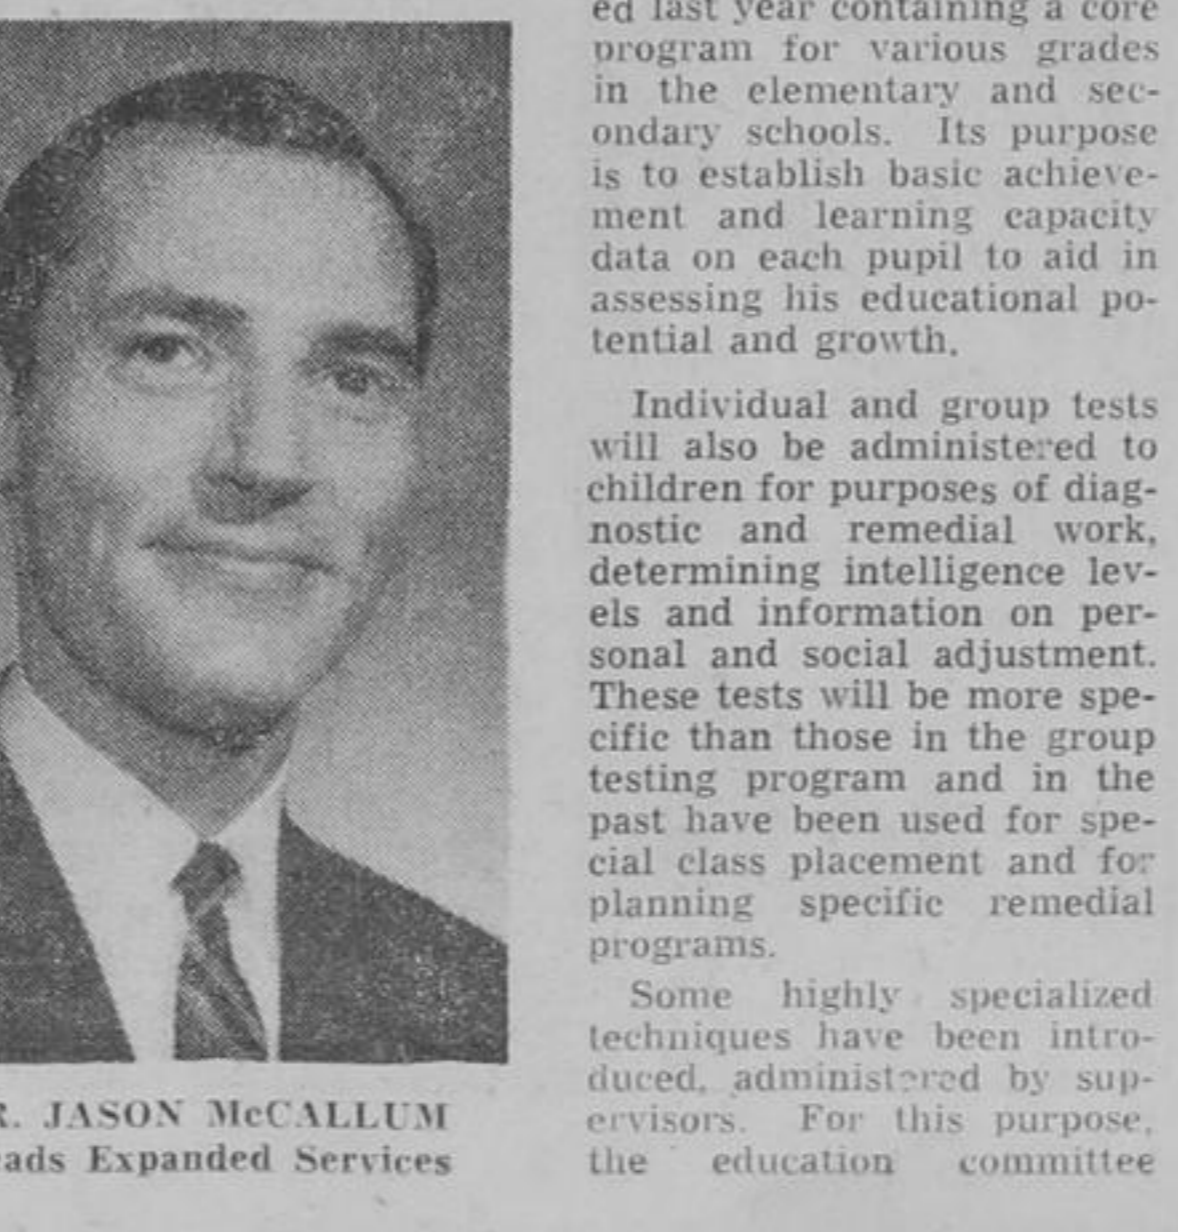 R. JASON McCALLUM
ads Expanded Services
ed last year containing a core
program for various grades
in the elementary and sec-
ondary schools. Its purpose
is to establish basic achieve-
ment and learning capacity
data on each pupil to aid in
assessing his educational po-
tential and growth.
Individual and group tests
will also be administered to
children for purposes of diag-
nostic and remedial work,
determining intelligence lev-
els and information on per-
sonal and social adjustment.
These tests will be more spe-
cific than those in the group
testing program and in the
past have been used for spe-
cial class placement and for
planning specific remedial
programs.
Some highly specialized
techniques have been intro-
duced, administered by sup-
ervisors. For this purpose,
the education committee